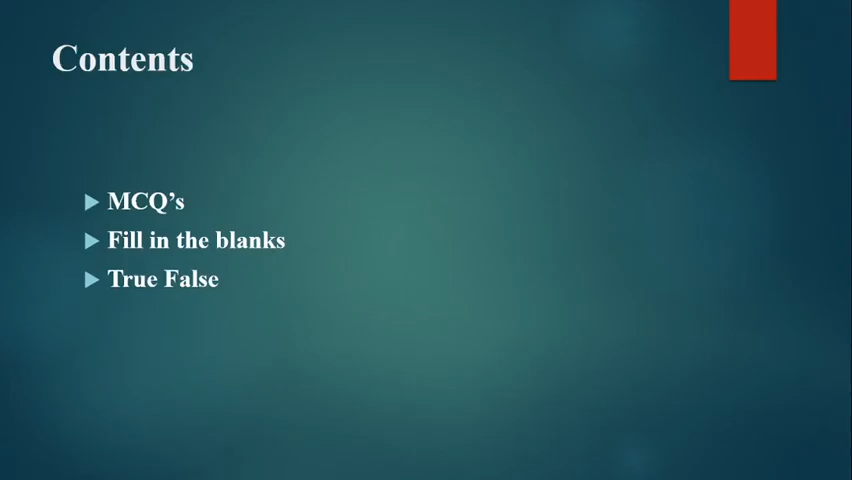 Contents
MCQ’s
Fill in the blanks
True False